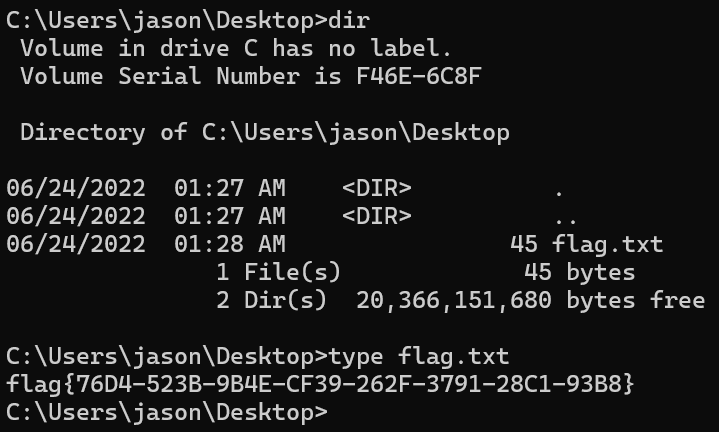 C:\Users\jason\Desktop>dir
 Volume in drive C has no label.
 Volume Serial Number is F46E-6C8F

 Directory of C:\Users\jason\Desktop

06/24/2022  01:27 AM    <DIR>          .
06/24/2022  01:27 AM    <DIR>          ..
06/24/2022  01:28 AM                45 flag.txt
               1 File(s)             45 bytes
               2 Dir(s)  20,366,151,680 bytes free

C:\Users\jason\Desktop>type flag.txt
flag{76D4-523B-9B4E-CF39-262F-3791-28C1-93B8}
C:\Users\jason\Desktop>